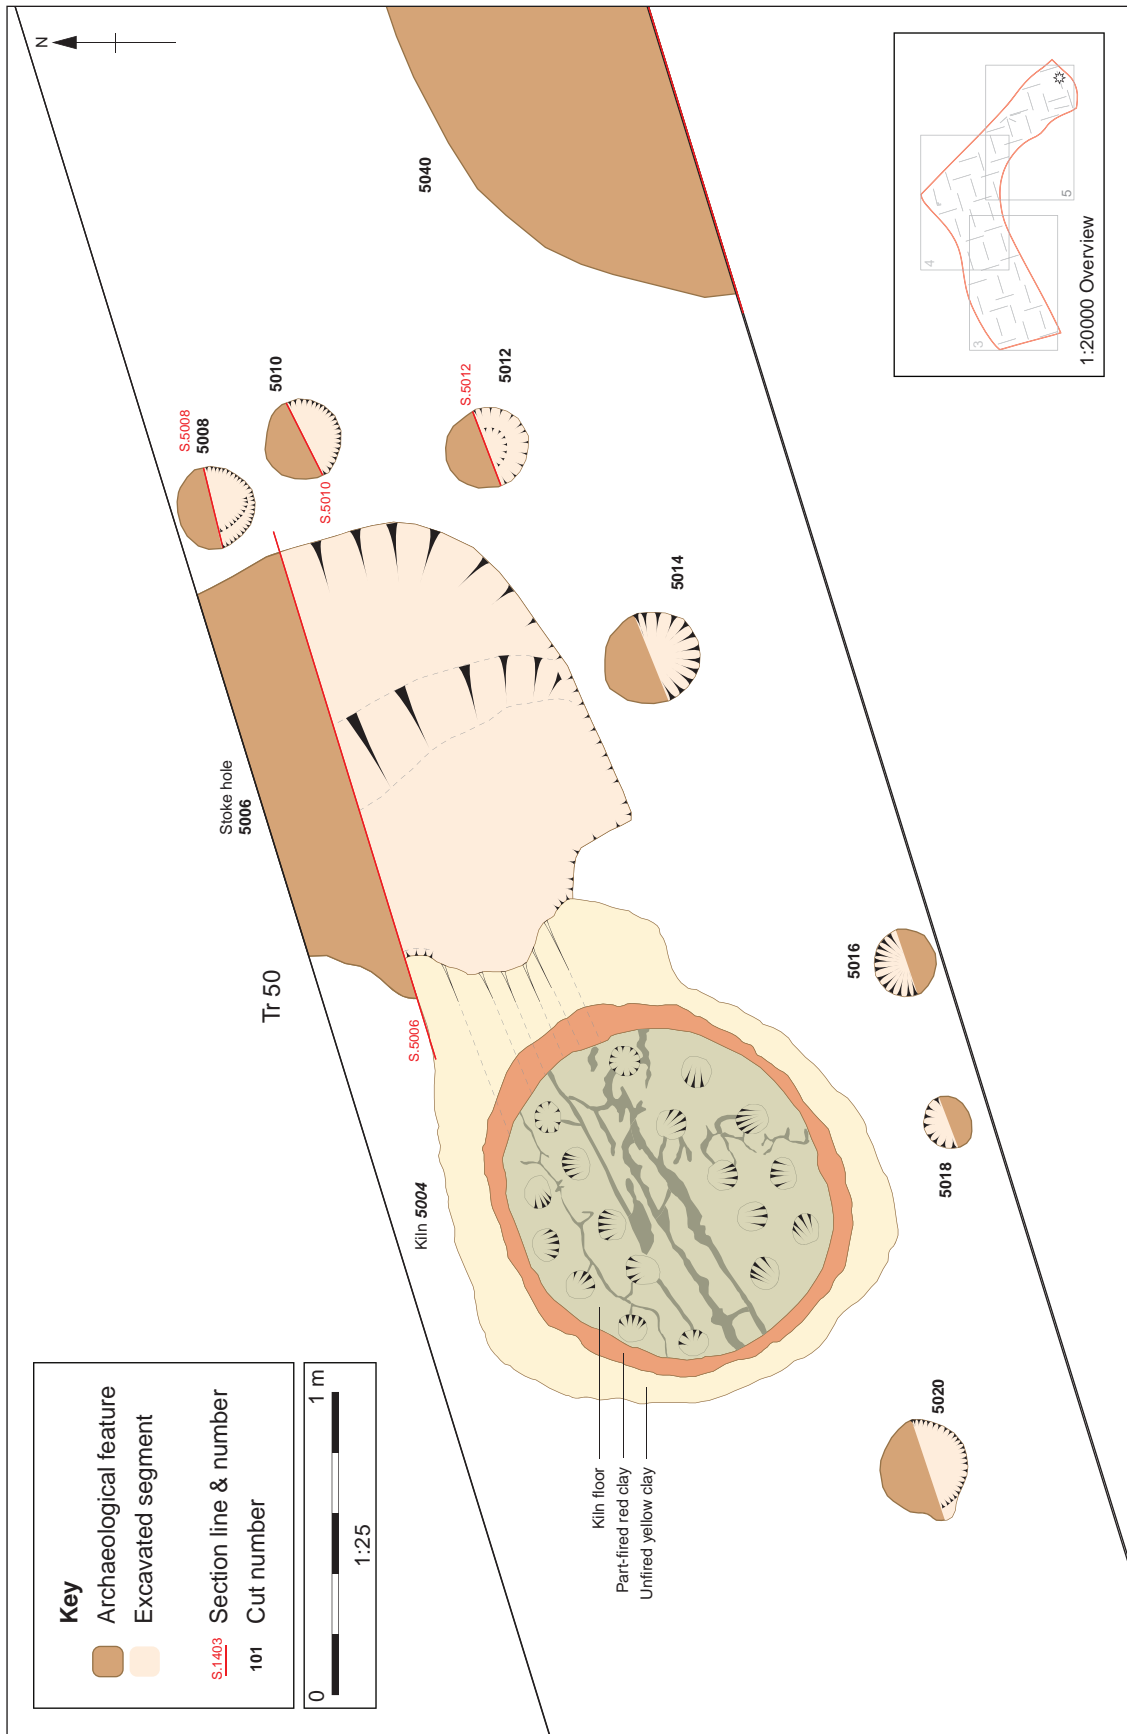 N
5040
S.5008
5008
5010
S.5010
S.5012
5012
5014
Stoke hole
5006
Tr 50
S.5006
Kiln 5004
5016
5018
5020
Kiln floor
Part-fired red clay
Unfired yellow clay
Key
Archaeological feature
Excavated segment
S.1403 Section line & number
101 Cut number
0 1 m
1:25
3
4
5
1:20000 Overview